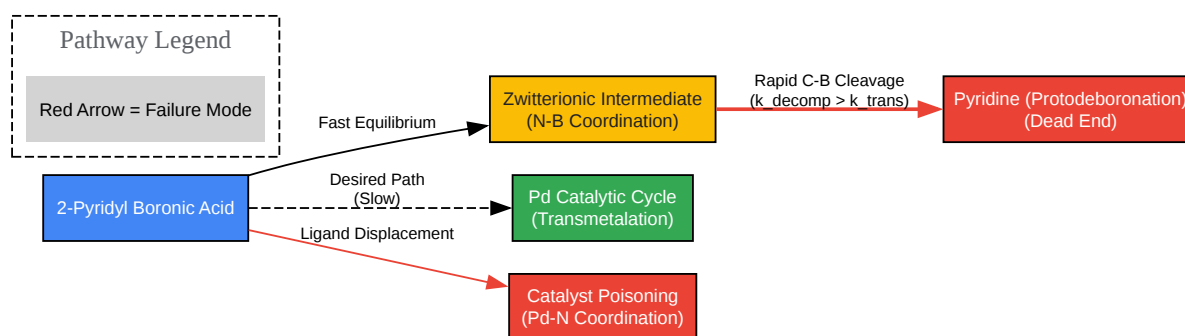 Pathway Legend
Red Arrow = Failure Mode
Fast Equilibrium
Zwitterionic Intermediate
(N-B Coordination)
Rapid C-B Cleavage
(k_decomp > k_trans)
Pyridine (Protodeboronation)
(Dead End)
2-Pyridyl Boronic Acid
Desired Path
(Slow)
Pd Catalytic Cycle
(Transmetalation)
Ligand Displacement
Catalyst Poisoning
(Pd-N Coordination)